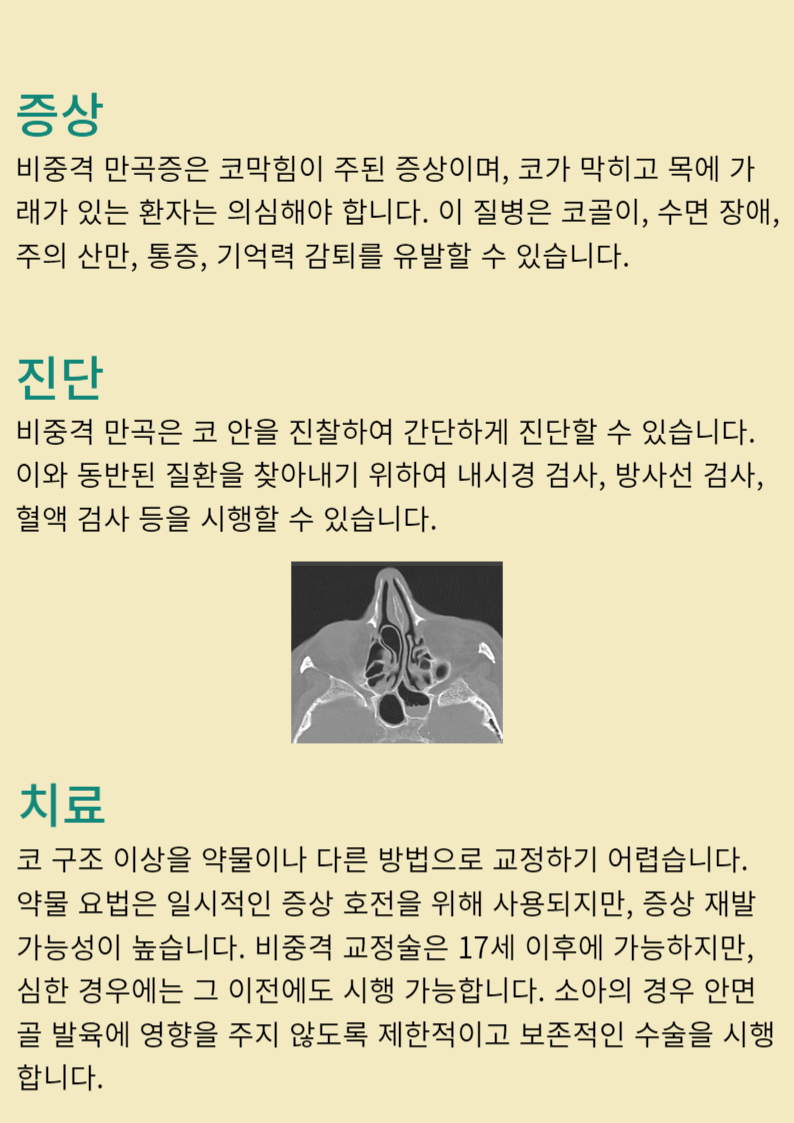 증상
비중격 만곡증은 코막힘이 주된 증상이며, 코가 막히고 목에 가
래가 있는 환자는 의심해야 합니다. 이 질병은 코골이, 수면 장애,
주의 산만, 통증, 기억력 감퇴를 유발할 수 있습니다.
진단
비중격 만곡은 코 안을 진찰하여 간단하게 진단할 수 있습니다.
이와 동반된 질환을 찾아내기 위하여 내시경 검사, 방사선 검사,
혈액 검사 등을 시행할 수 있습니다.
치료
코 구조 이상을 약물이나 다른 방법으로 교정하기 어렵습니다.
약물 요법은 일시적인 증상 호전을 위해 사용되지만, 증상 재발
가능성이 높습니다. 비중격 교정술은 17세 이후에 가능하지만,
심한 경우에는 그 이전에도 시행 가능합니다. 소아의 경우 안면
골 발육에 영향을 주지 않도록 제한적이고 보존적인 수술을 시행
합니다.